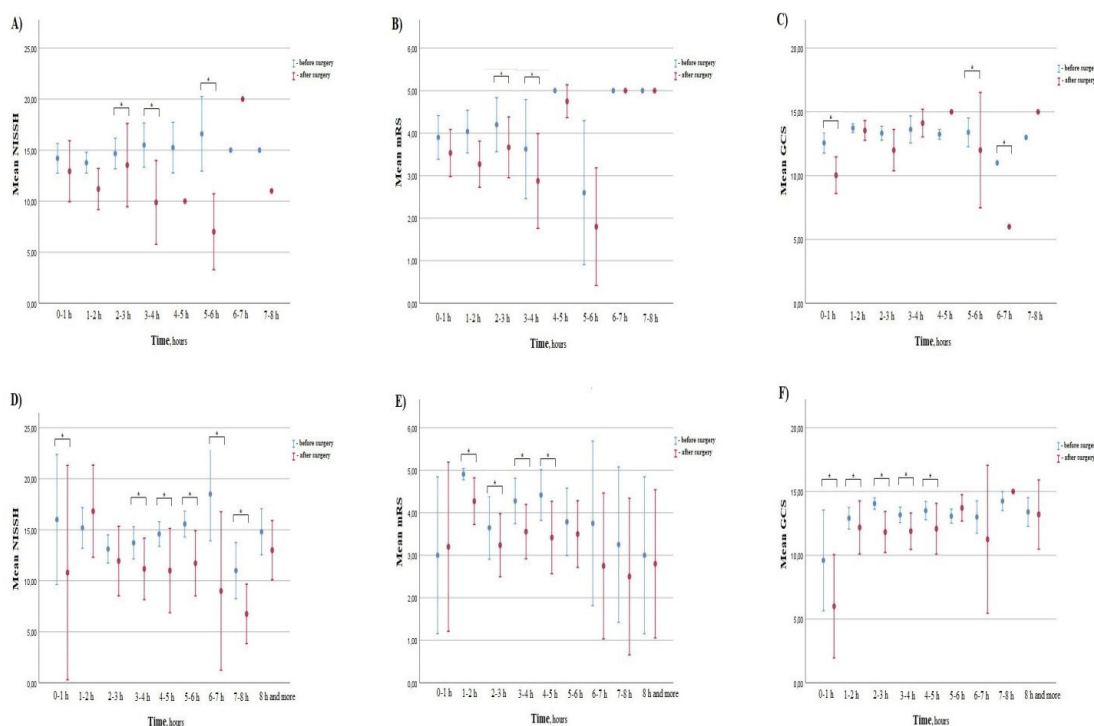 A)
Mean NISSH
25,00
20,00
15,00
10,00
5,00
0,00
0-1 h 1-2 h 2-3 h 3-4 h 4-5 h 5-6 h 6-7 h 7-8 h
Time, hours
- before surgery
- after surgery
* * *
B)
Mean mRS
6,00
5,00
4,00
3,00
2,00
1,00
0,00
0-1 h 1-2 h 2-3 h 3-4 h 4-5 h 5-6 h 6-7 h 7-8 h
Time, hours
- before surgery
- after surgery
* *
C)
Mean GCS
20,00
15,00
10,00
5,00
0,00
0-1 h 1-2 h 2-3 h 3-4 h 4-5 h 5-6 h 6-7 h 7-8 h
Time, hours
- before surgery
- after surgery
* * *
D)
Mean NISSH
25,00
20,00
15,00
10,00
5,00
0,00
0-1 h 1-2 h 2-3 h 3-4 h 4-5 h 5-6 h 6-7 h 7-8 h 8 h and more
Time, hours
- before surgery
- after surgery
* * * * * *
E)
Mean mRS
6,00
5,00
4,00
3,00
2,00
1,00
,00
0-1 h 1-2 h 2-3 h 3-4 h 4-5 h 5-6 h 6-7 h 7-8 h 8 h and more
Time, hours
- before surgery
- after surgery
* * * *
F)
Mean GCS
20,00
15,00
10,00
5,00
0,00
0-1 h 1-2 h 2-3 h 3-4 h 4-5 h 5-6 h 6-7 h 7-8 h 8 h and more
Time, hours
- before surgery
- after surgery
* * * * *